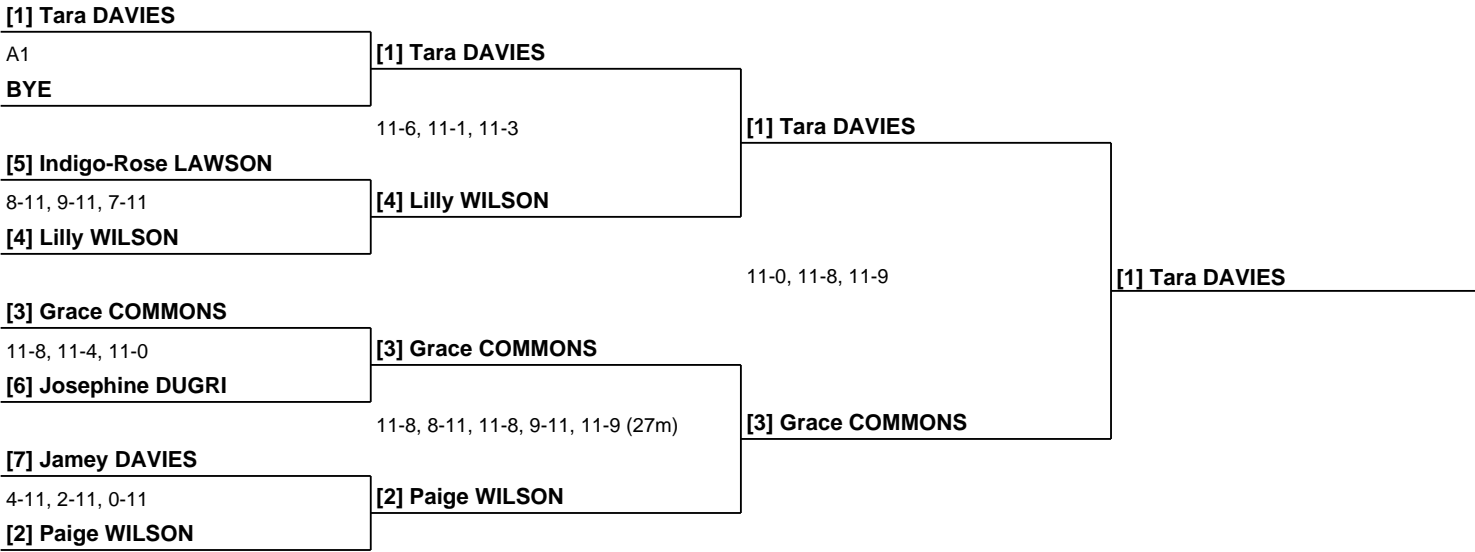 [1] Tara DAVIES
A1
BYE
[1] Tara DAVIES
11-6, 11-1, 11-3
[1] Tara DAVIES
[5] Indigo-Rose LAWSON
8-11, 9-11, 7-11
[4] Lilly WILSON
[4] Lilly WILSON
11-0, 11-8, 11-9
[1] Tara DAVIES
[3] Grace COMMONS
11-8, 11-4, 11-0
[6] Josephine DUGRI
[3] Grace COMMONS
11-8, 8-11, 11-8, 9-11, 11-9 (27m)
[3] Grace COMMONS
[7] Jamey DAVIES
4-11, 2-11, 0-11
[2] Paige WILSON
[2] Paige WILSON